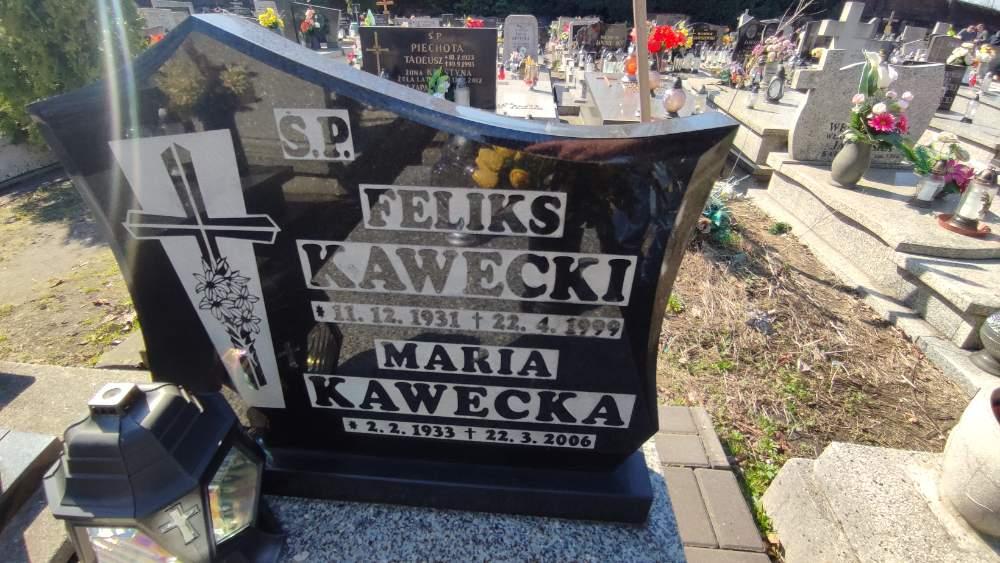 Ś.P.
FELIKS
KAWECKI
* 11. 12. 1931 † 22. 4. 1999
MARIA
KAWECKA
* 2. 2. 1933 † 22. 3. 2006
Ś.P.
PIECHOTA
TADEUSZ